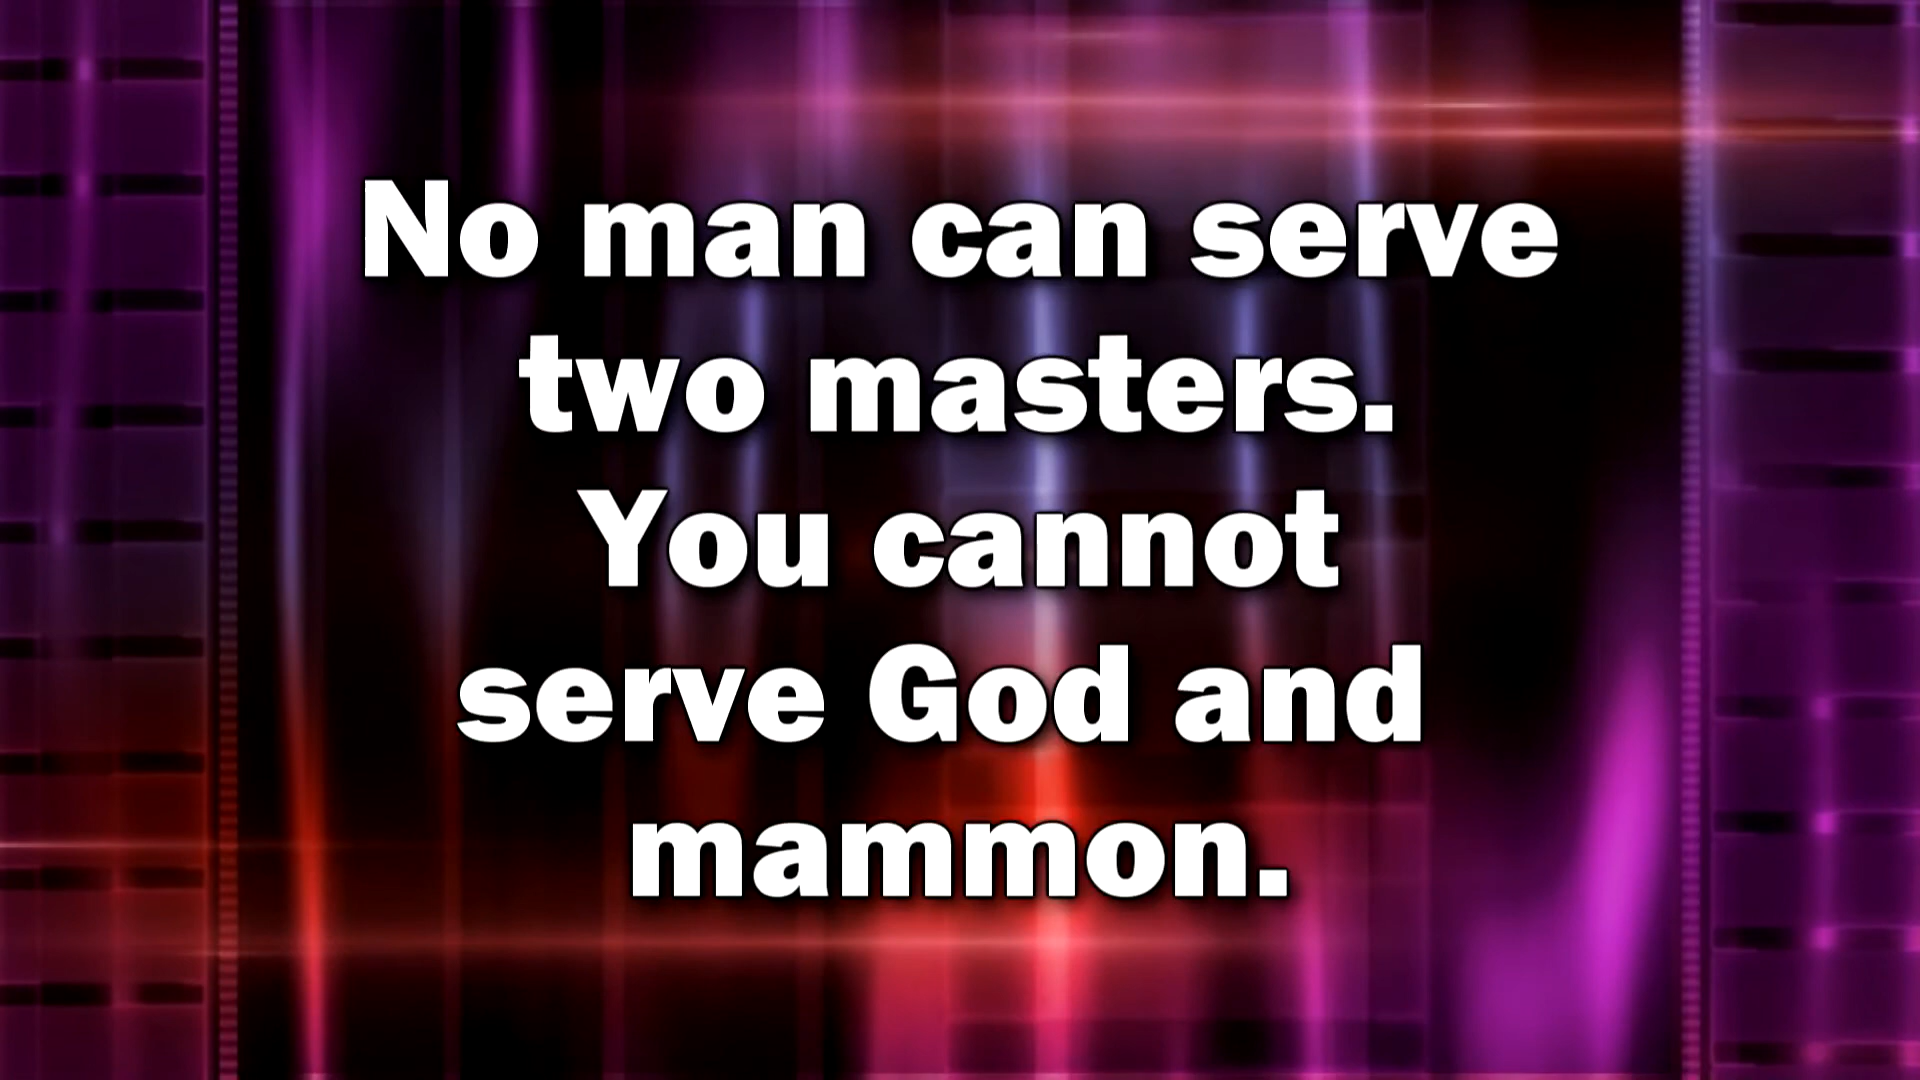 No man can serve
two masters.
You cannot
serve God and
mammon.